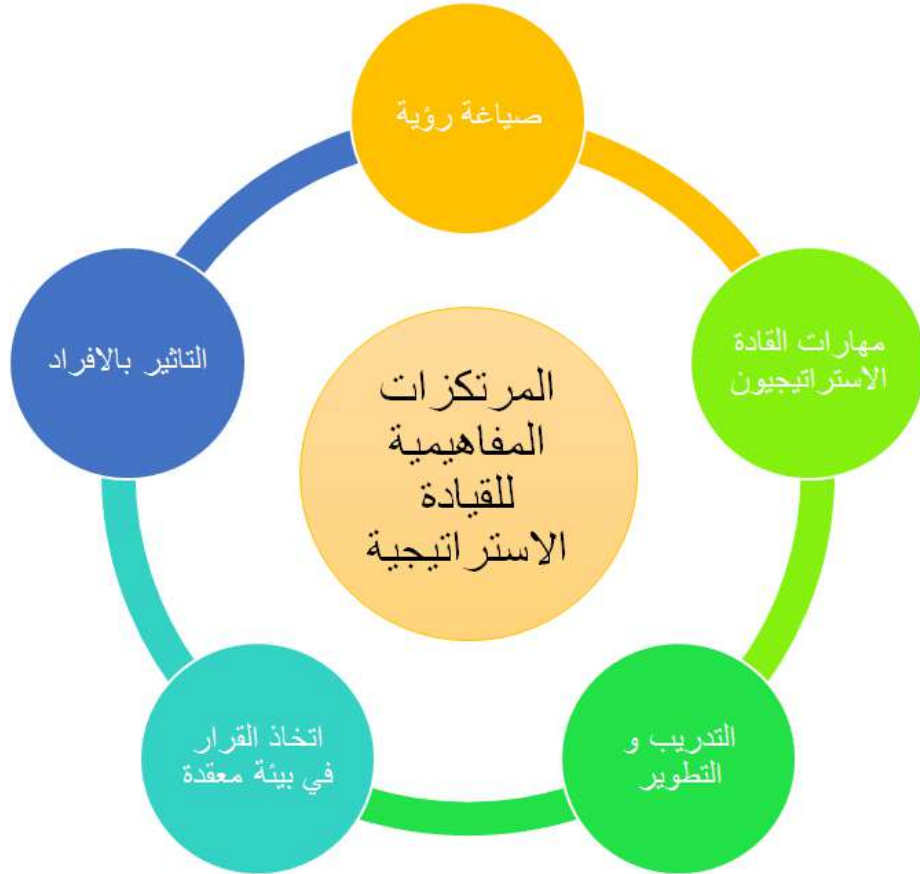 صياغة رؤية
مهارات القادة
الاستراتيجيون
التدريب و
التطوير
اتخاذ القرار
في بيئة معقدة
التاثير بالافراد
المرتكزات
المفاهيمية
للقيادة
الاستراتيجية